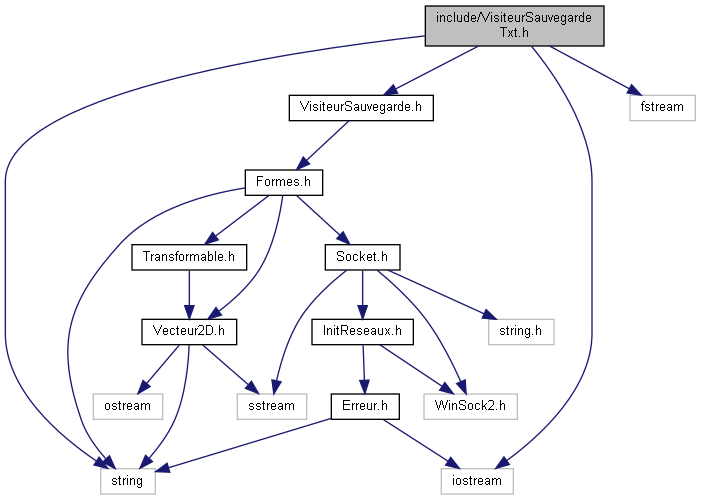 include/VisiteurSauvegarde
Txt.h
VisiteurSauvegarde.h
fstream
Formes.h
Transformable.h
Socket.h
Vecteur2D.h
InitReseaux.h
string.h
ostream
sstream
Erreur.h
WinSock2.h
string
iostream